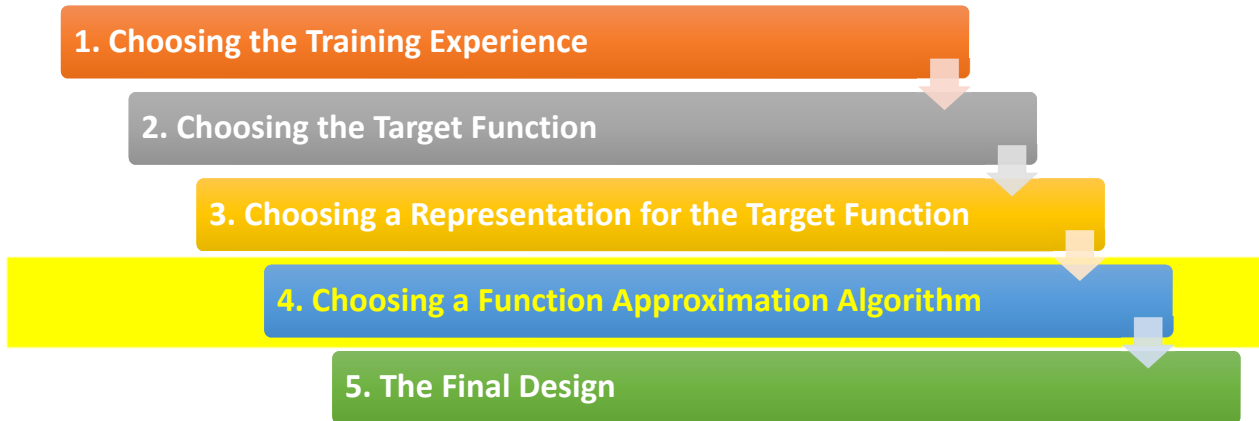 1. Choosing the Training Experience
2. Choosing the Target Function
3. Choosing a Representation for the Target Function
4. Choosing a Function Approximation Algorithm
5. The Final Design